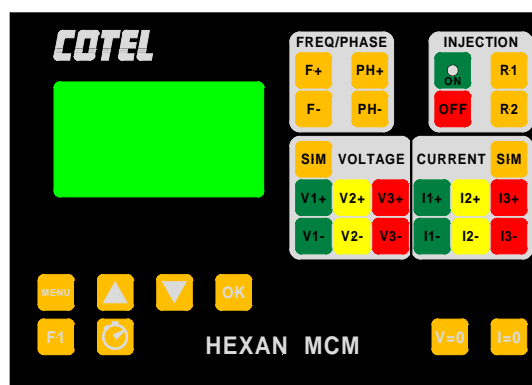 COTEL
FREQ/PHASE
INJECTION
F+ PH+
F- PH-
ON R1
OFF R2
SIM VOLTAGE
V1+ V2+ V3+
V1- V2- V3-
CURRENT SIM
I1+ I2+ I3+
I1- I2- I3-
MENU OK
F1
HEXAN MCM
V=0 I=0